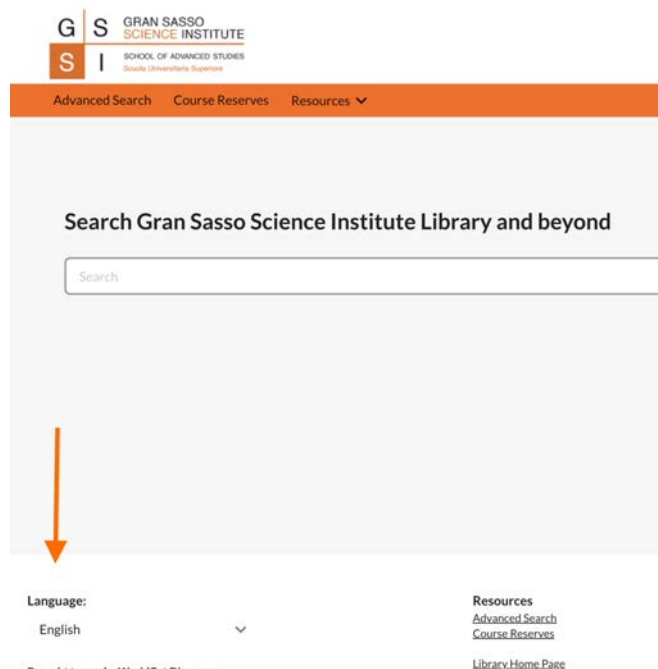 G S
S I
GRAN SASSO
SCIENCE INSTITUTE
SCHOOL OF ADVANCED STUDIES
Scuola Universitaria Superiore
Advanced Search Course Reserves Resources
Search Gran Sasso Science Institute Library and beyond
Search
Language:
English
Resources
Advanced Search
Course Reserves
Library Home Page